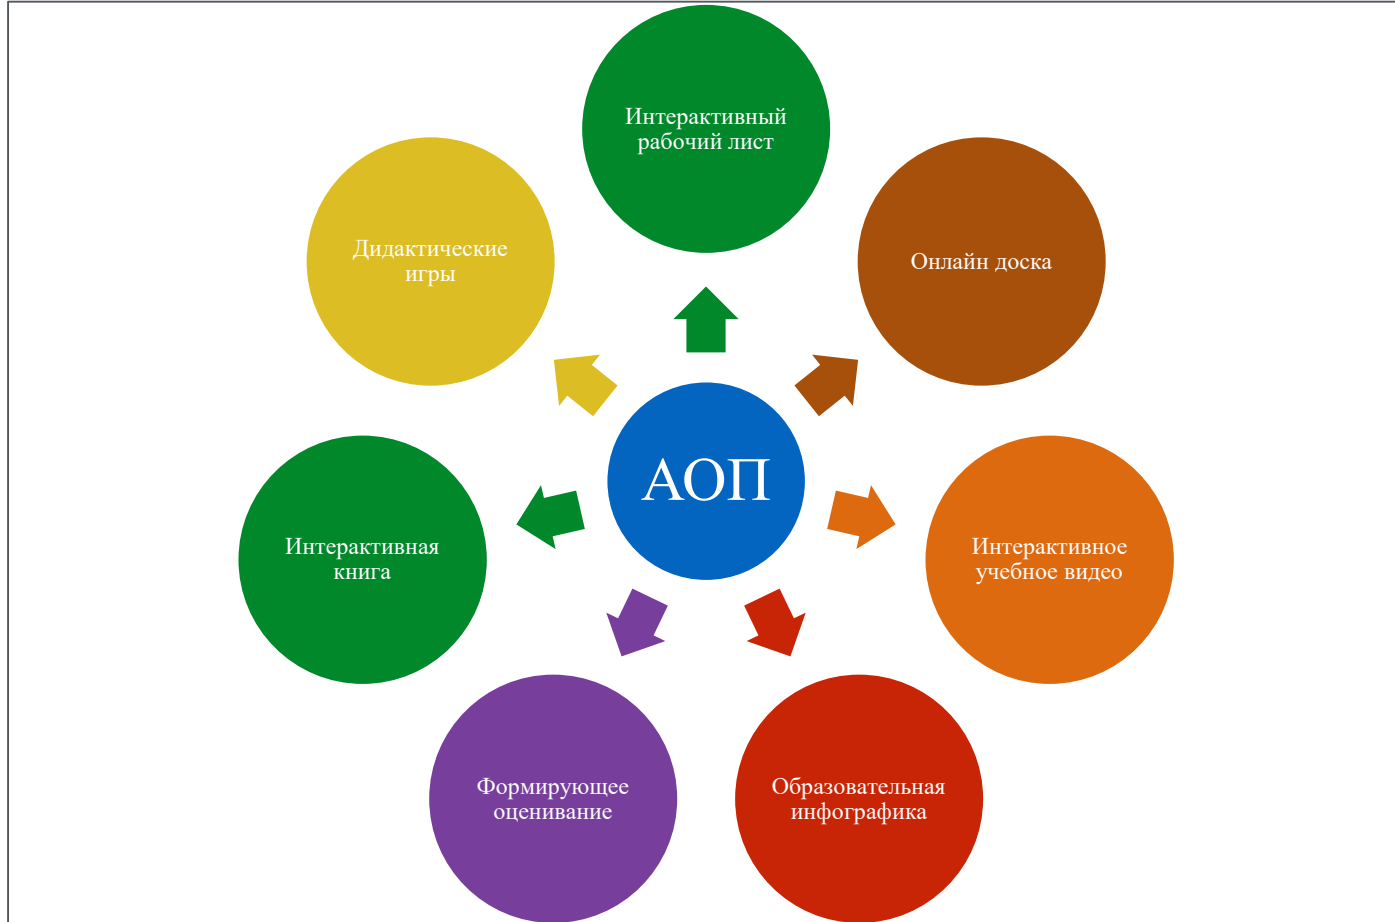 Интерактивный
рабочий лист
Дидактические
игры
Онлайн доска
АОП
Интерактивная
книга
Интерактивное
учебное видео
Формирующее
оценивание
Образовательная
инфографика